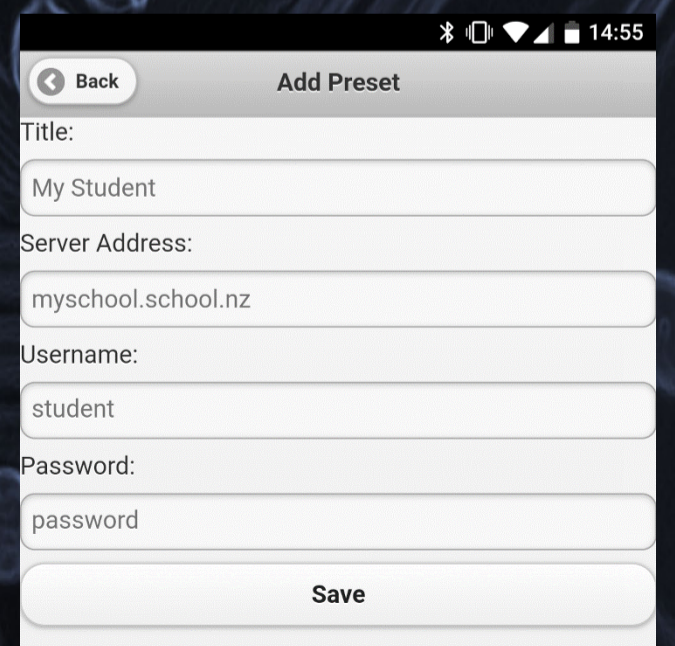 14:55
Back
Add Preset
Title:
My Student
Server Address:
myschool.school.nz
Username:
student
Password:
password
Save